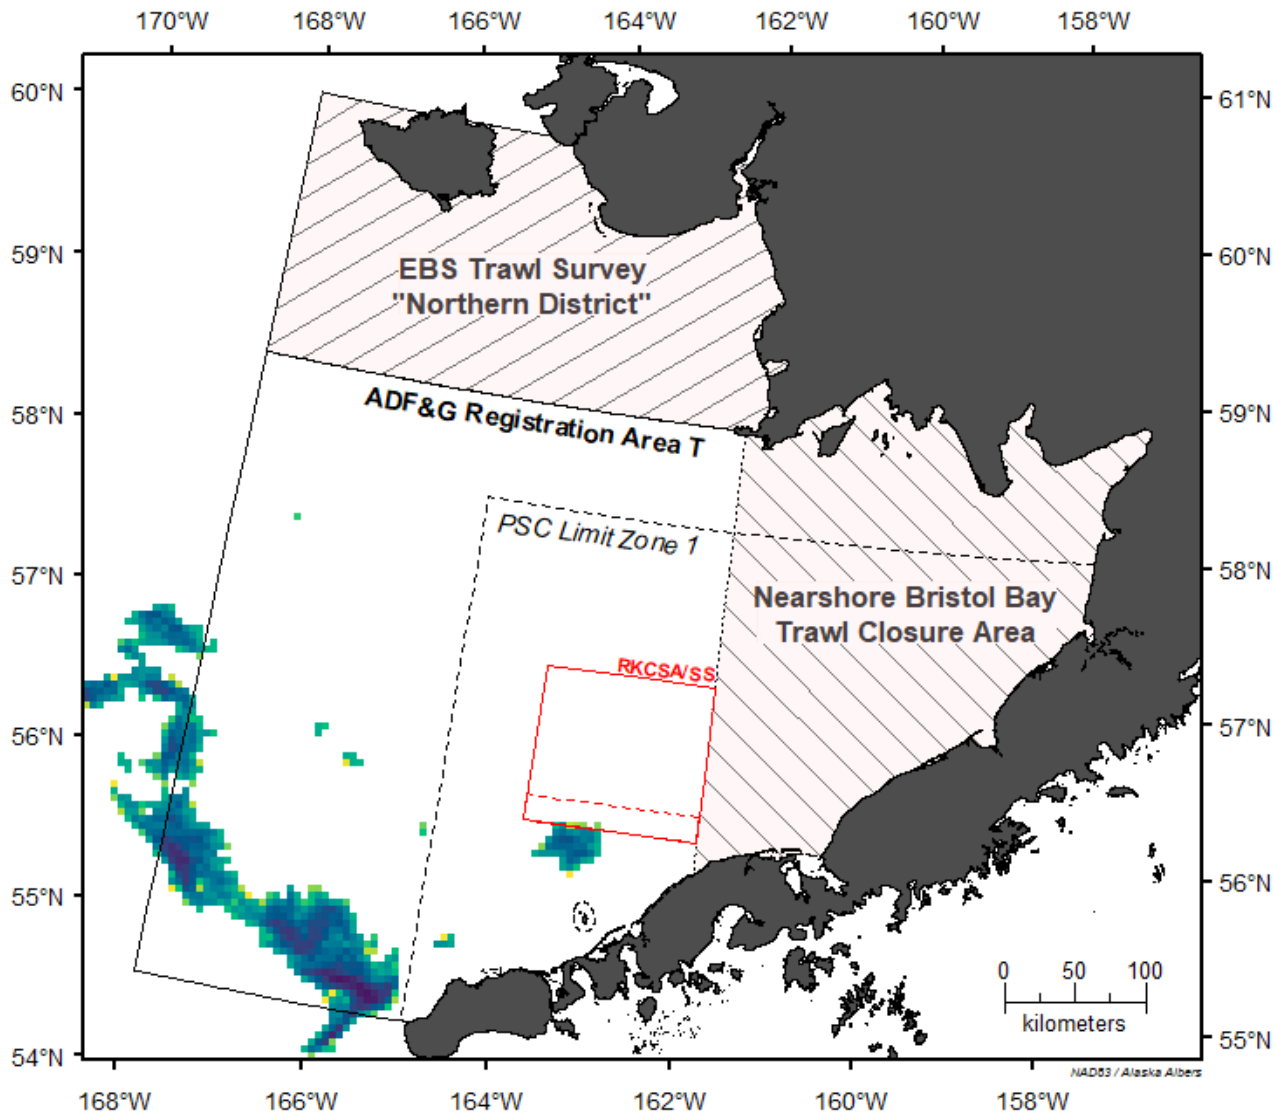 170°W 168°W 166°W 164°W 162°W 160°W 158°W
60°N
61°N
59°N
60°N
EBS Trawl Survey
"Northern District"
58°N
59°N
ADF&G Registration Area T
PSC Limit Zone 1
57°N
58°N
Nearshore Bristol Bay
Trawl Closure Area
RKCSA/SS
56°N
57°N
55°N
56°N
0 50 100
kilometers
54°N
55°N
NAD83 / Alaska Albers
168°W 166°W 164°W 162°W 160°W 158°W